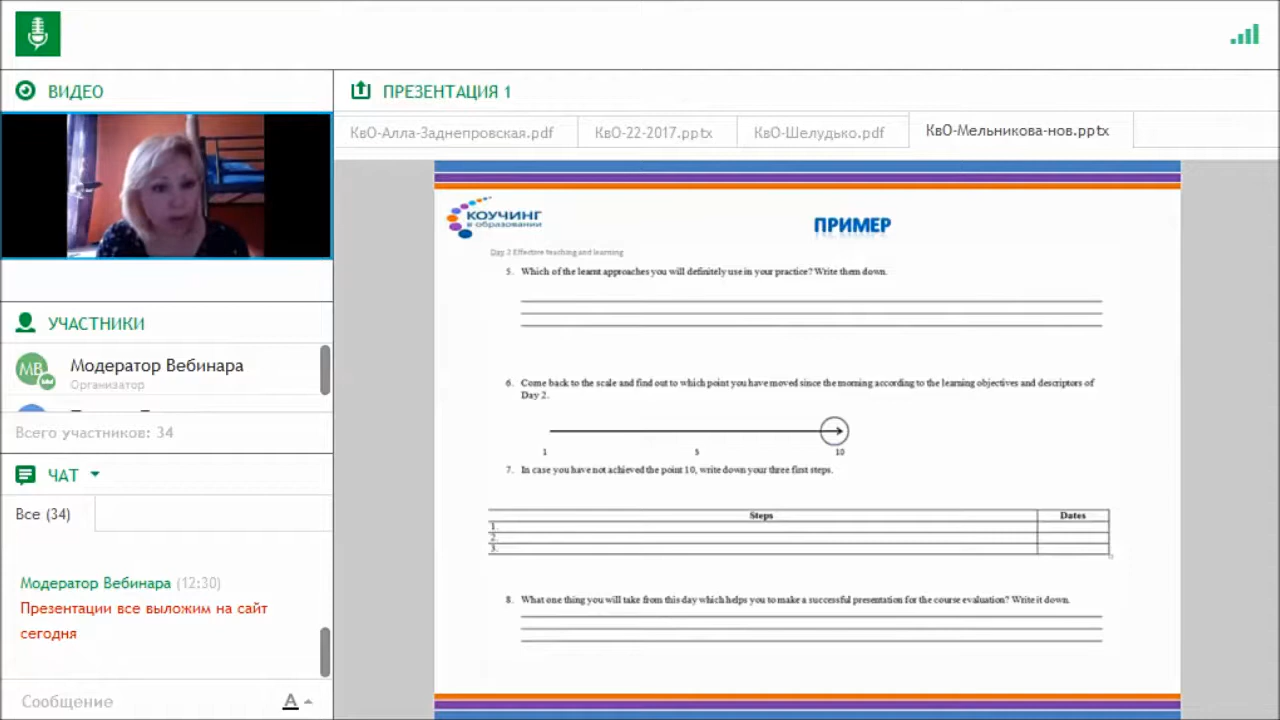 ВИДЕО
УЧАСТНИКИ
МВ
Модератор Вебинара
Организатор
Всего участников: 34
ЧАТ
Все (34)
Модератор Вебинара (12:30)
Презентации все выложим на сайт
сегодня
Сообщение
A
ПРЕЗЕНТАЦИЯ 1
КвО-Алла-Заднепровская.pdf
КвО-22-2017.pptx
КвО-Шелудько.pdf
КвО-Мельникова-нов.pptx
КОУЧИНГ
в образовании
ПРИМЕР
Day 2 Effective teaching and learning
5. Which of the learnt approaches you will definitely use in your practice? Write them down.
6. Come back to the scale and find out to which point you have moved since the morning according to the learning objectives and descriptors of
Day 2.
1 5 10
7. In case you have not achieved the point 10, write down your three first steps.
Steps Dates
1.
2.
3.
8. What one thing you will take from this day which helps you to make a successful presentation for the course evaluation? Write it down.